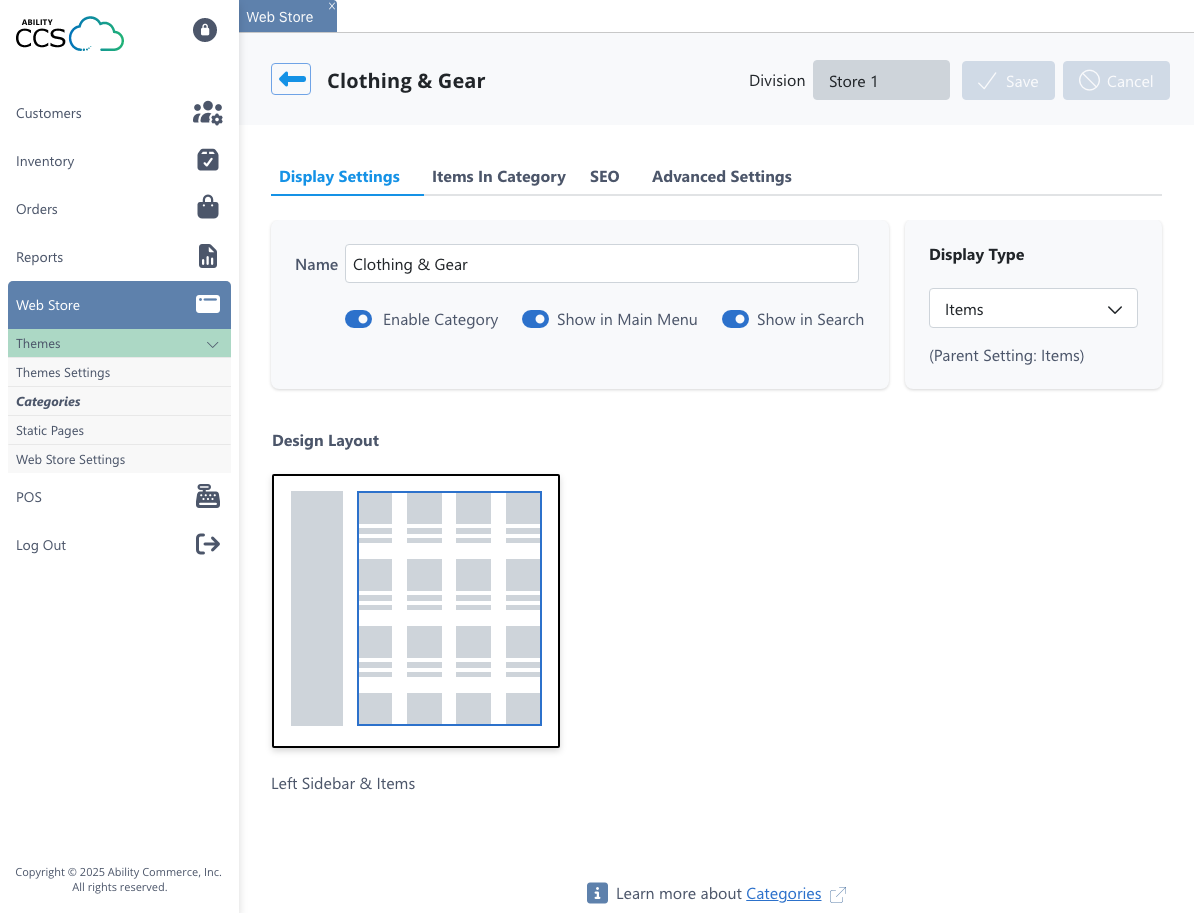 ABILITY
CCS
Customers
Inventory
Orders
Reports
Web Store
Themes
Themes Settings
Categories
Static Pages
Web Store Settings
POS
Log Out
Copyright © 2025 Ability Commerce, Inc.
All rights reserved.
Web Store x
Clothing & Gear
Division Store 1 Save Cancel
Display Settings Items In Category SEO Advanced Settings
Name Clothing & Gear
Enable Category Show in Main Menu Show in Search
Display Type
Items
(Parent Setting: Items)
Design Layout
Left Sidebar & Items
Learn more about Categories